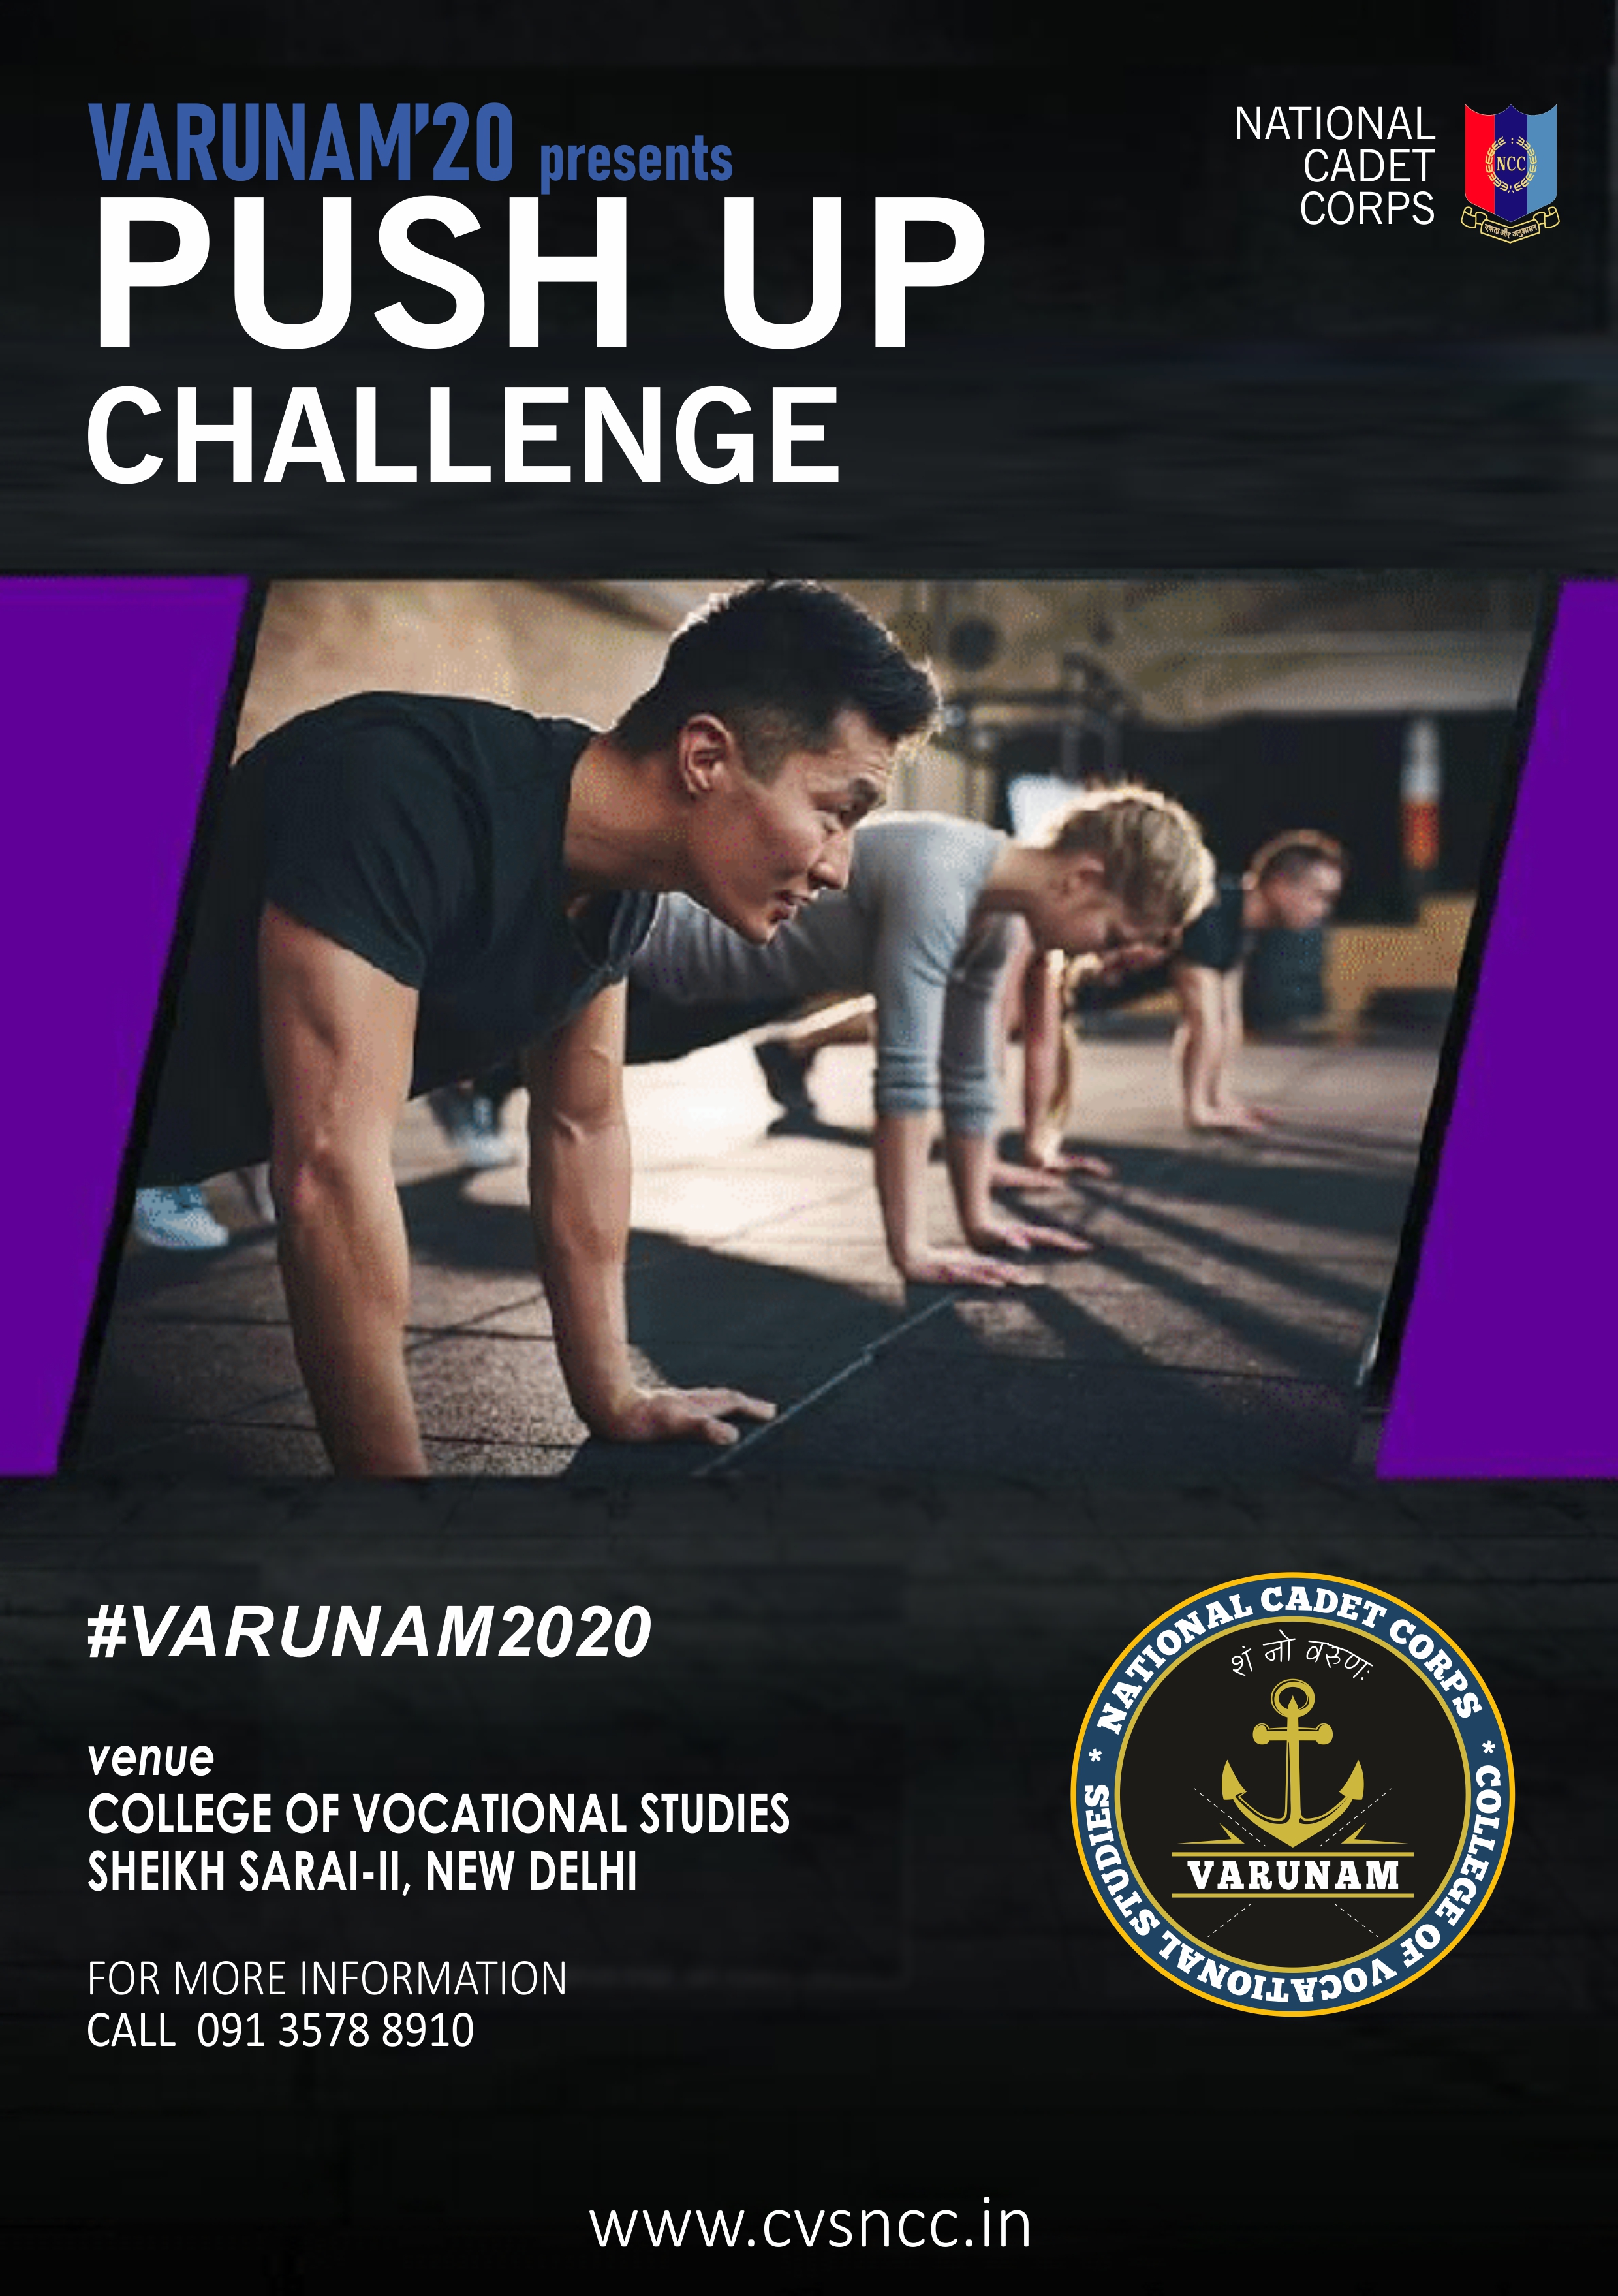 VARUNAM'20 presents
PUSH UP
CHALLENGE
NATIONAL
CADET
CORPS
NCC
एकता और अनुशासन
#VARUNAM2020
venue
COLLEGE OF VOCATIONAL STUDIES
SHEIKH SARAI-II, NEW DELHI
FOR MORE INFORMATION
CALL 091 3578 8910
* NATIONAL CADET CORPS * COLLEGE OF VOCATIONAL STUDIES
शं नो वरुणः
VARUNAM
www.cvsncc.in